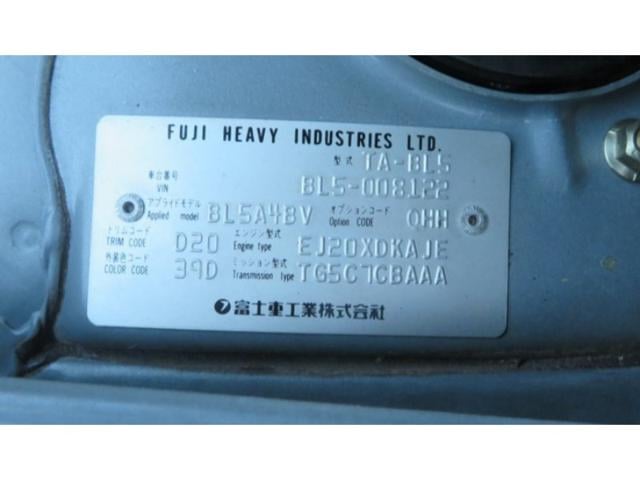 FUJI HEAVY INDUSTRIES LTD.
型式 TA-BL5
車台番号 VIN BL5-008122
アプライドモデル Applied model BL5A48V オプションコード Option CODE QHH
トリムコード TRIM CODE D20 エンジン型式 Engine type EJ20XDKAJE
外装色コード COLOR CODE 39D ミッション型式 Transmission Type TG5C7CBAAA
富士重工業株式会社